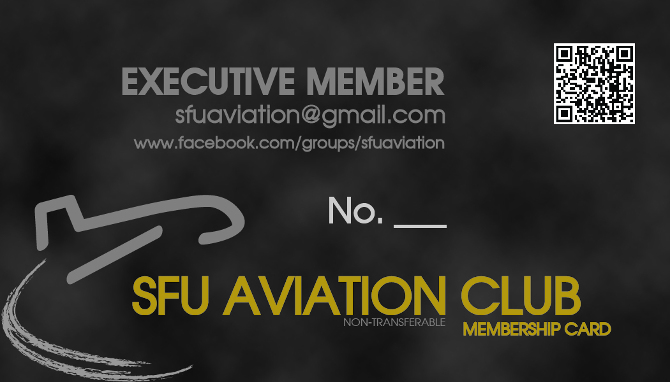 EXECUTIVE MEMBER
sfuaviation@gmail.com
www.facebook.com/groups/sfuaviation
No. ___
SFU AVIATION CLUB
NON-TRANSFERABLE
MEMBERSHIP CARD